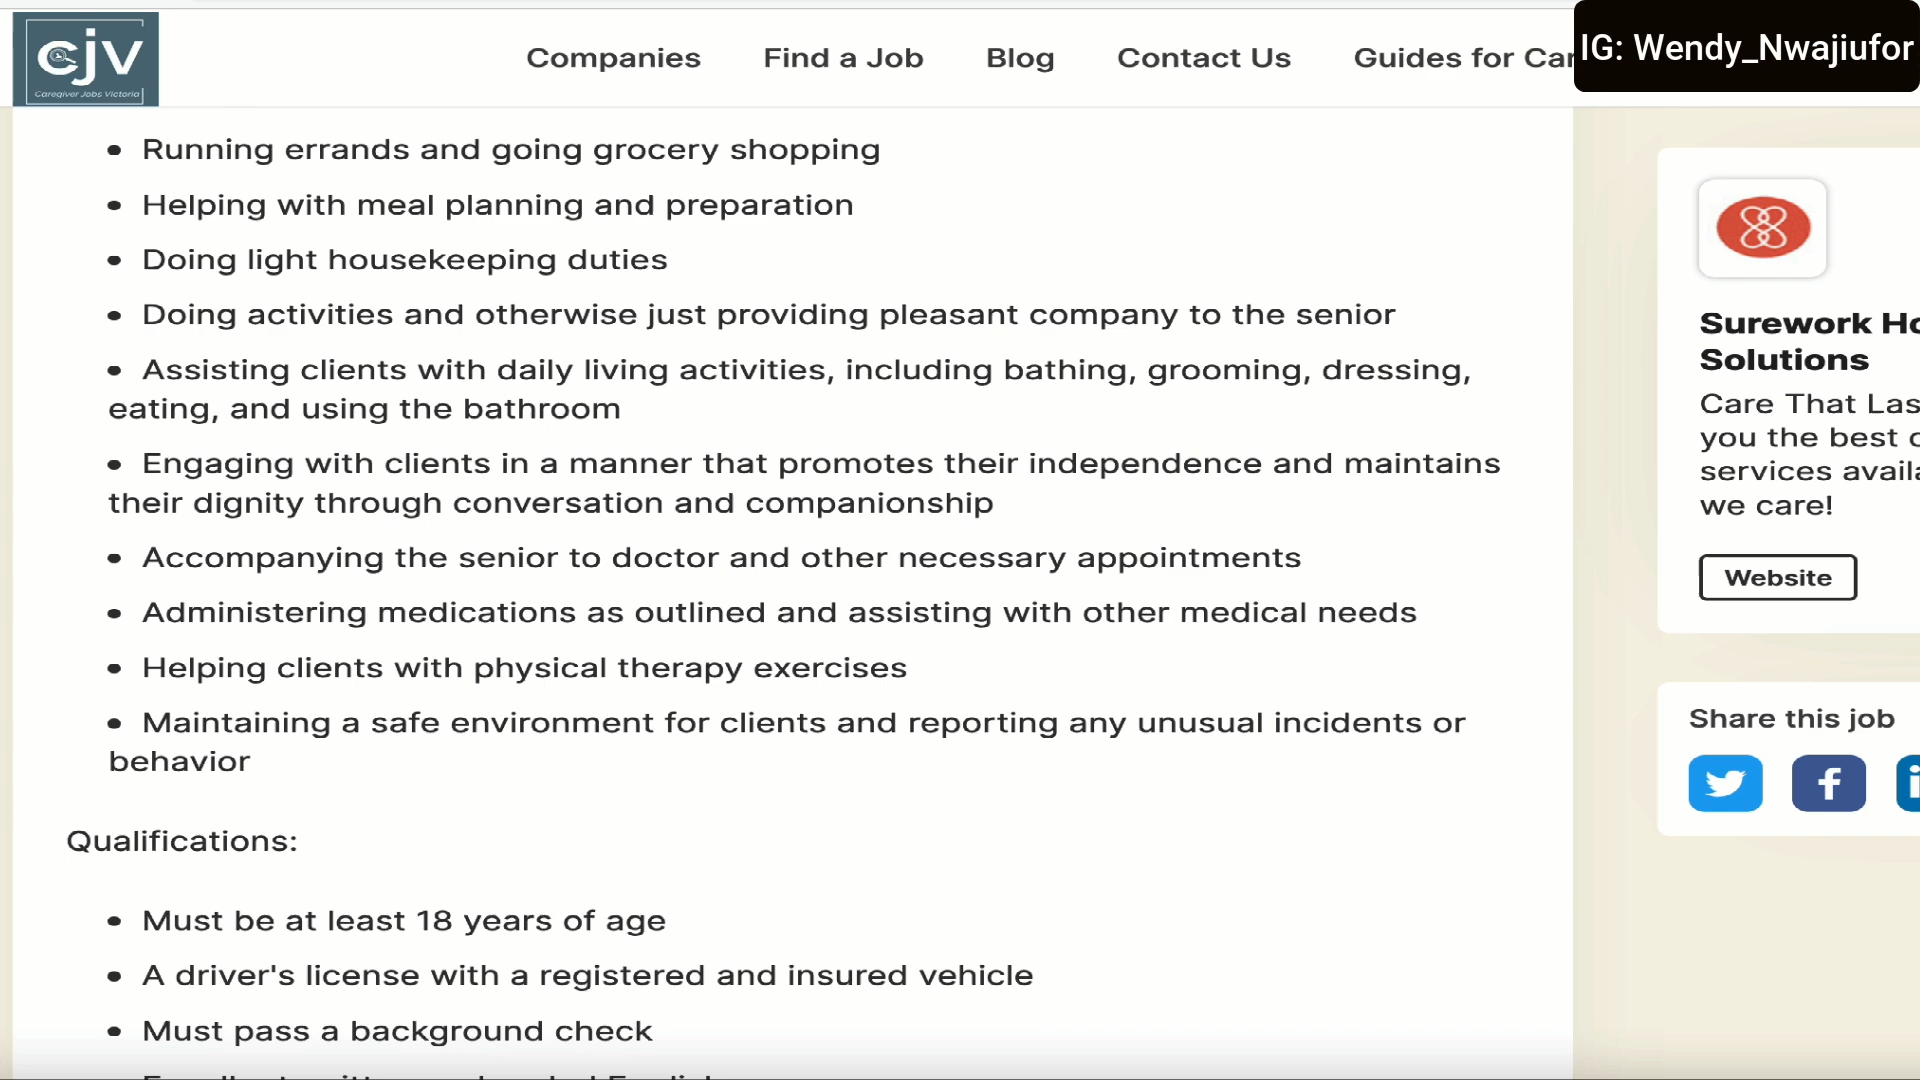 cjv
Caregiver Jobs Victoria
Companies
Find a Job
Blog
Contact Us
Guides for Car
IG: Wendy_Nwajiufor
• Running errands and going grocery shopping
• Helping with meal planning and preparation
• Doing light housekeeping duties
• Doing activities and otherwise just providing pleasant company to the senior
• Assisting clients with daily living activities, including bathing, grooming, dressing,
eating, and using the bathroom
• Engaging with clients in a manner that promotes their independence and maintains
their dignity through conversation and companionship
• Accompanying the senior to doctor and other necessary appointments
• Administering medications as outlined and assisting with other medical needs
• Helping clients with physical therapy exercises
• Maintaining a safe environment for clients and reporting any unusual incidents or
behavior
Qualifications:
• Must be at least 18 years of age
• A driver's license with a registered and insured vehicle
• Must pass a background check
Surework Ho
Solutions
Care That Las
you the best
services availa
we care!
Website
Share this job